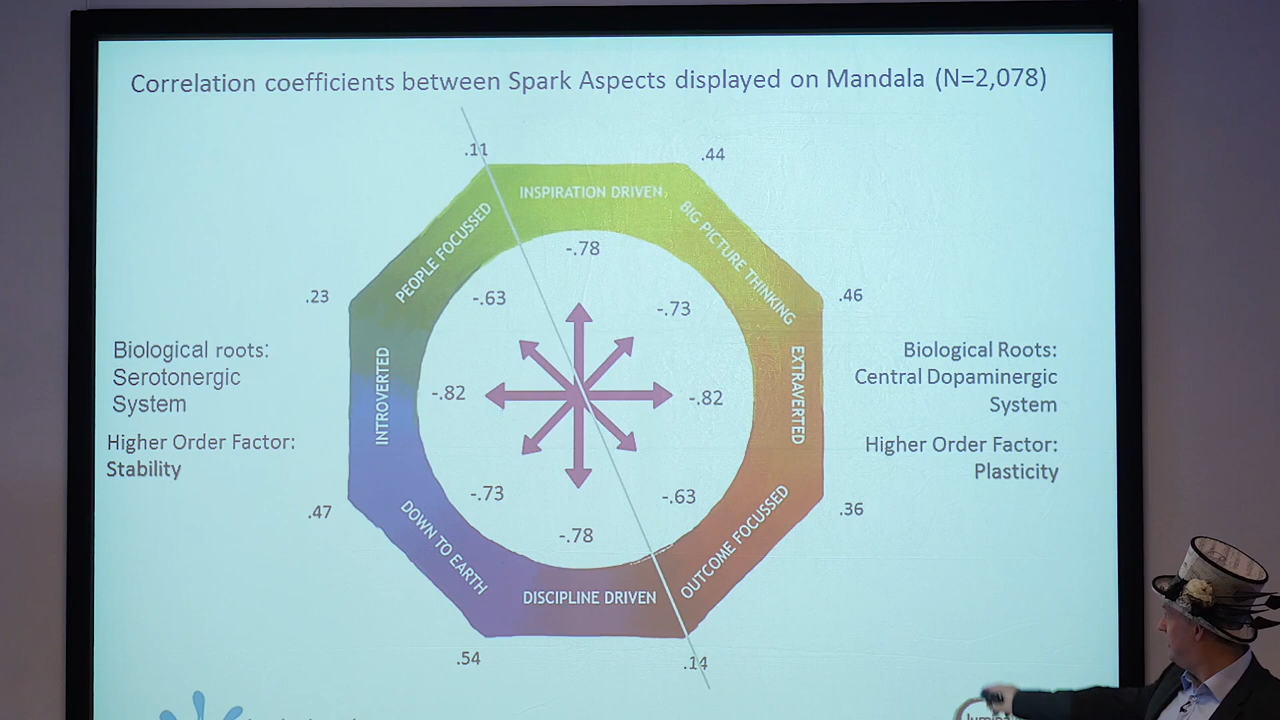 Correlation coefficients between Spark Aspects displayed on Mandala (N=2,078)
.11
.44
INSPIRATION DRIVEN
PEOPLE FOCUSSED
BIG PICTURE THINKING
-.78
-.63
-.73
.23
.46
Biological roots:
Serotonergic
System
Higher Order Factor:
Stability
INTROVERTED
-.82
-.82
EXTRAVERTED
Biological Roots:
Central Dopaminergic
System
Higher Order Factor:
Plasticity
-.73
-.63
.47
.36
-.78
DOWN TO EARTH
OUTCOME FOCUSSED
DISCIPLINE DRIVEN
.54
.14